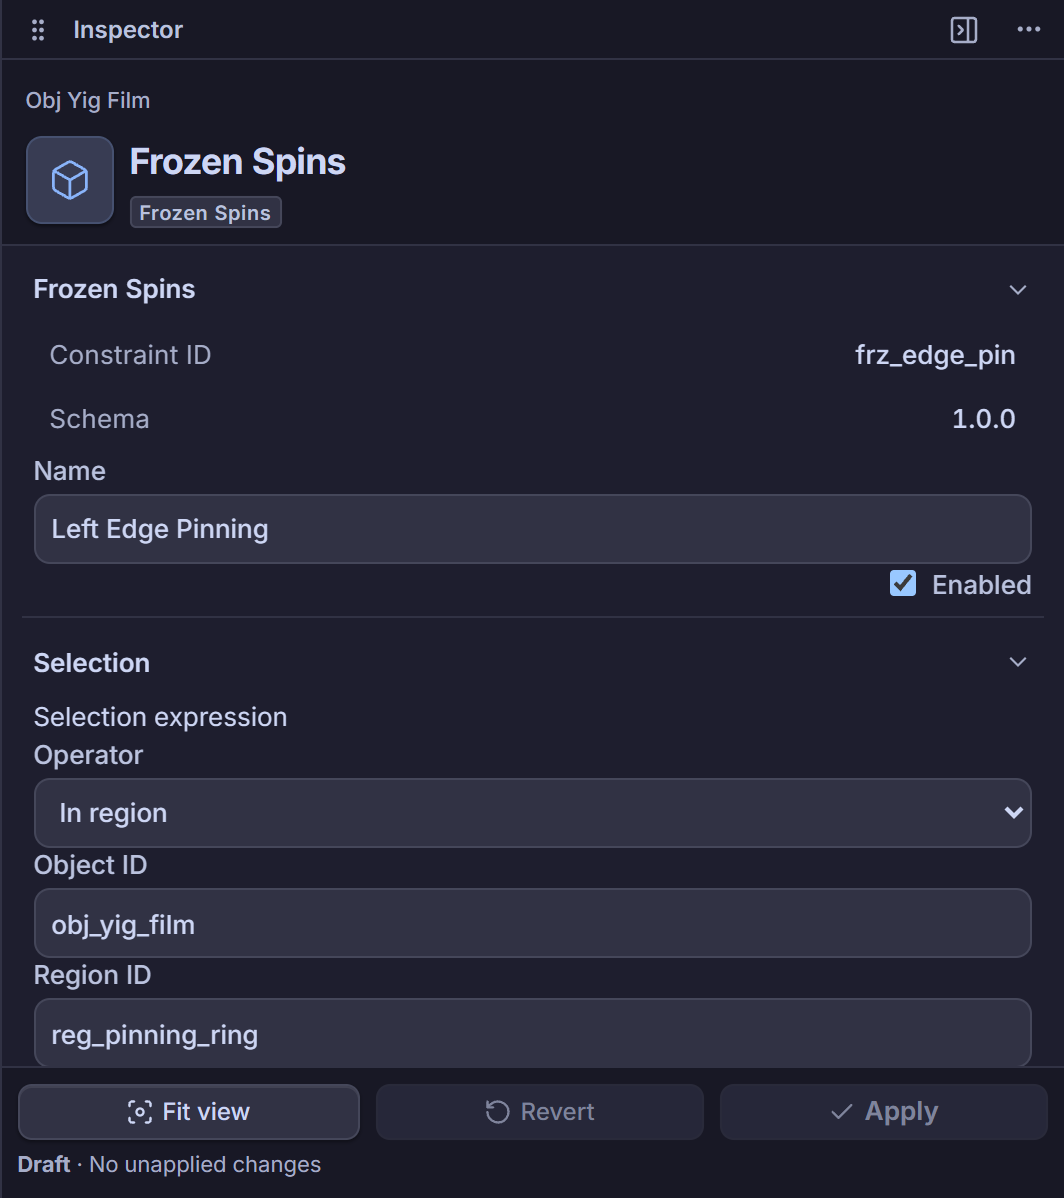 Inspector
Obj Yig Film
Frozen Spins
Frozen Spins
Frozen Spins
Constraint ID frz_edge_pin
Schema 1.0.0
Name
Left Edge Pinning
Enabled
Selection
Selection expression
Operator
In region
Object ID
obj_yig_film
Region ID
reg_pinning_ring
Fit view Revert Apply
Draft · No unapplied changes